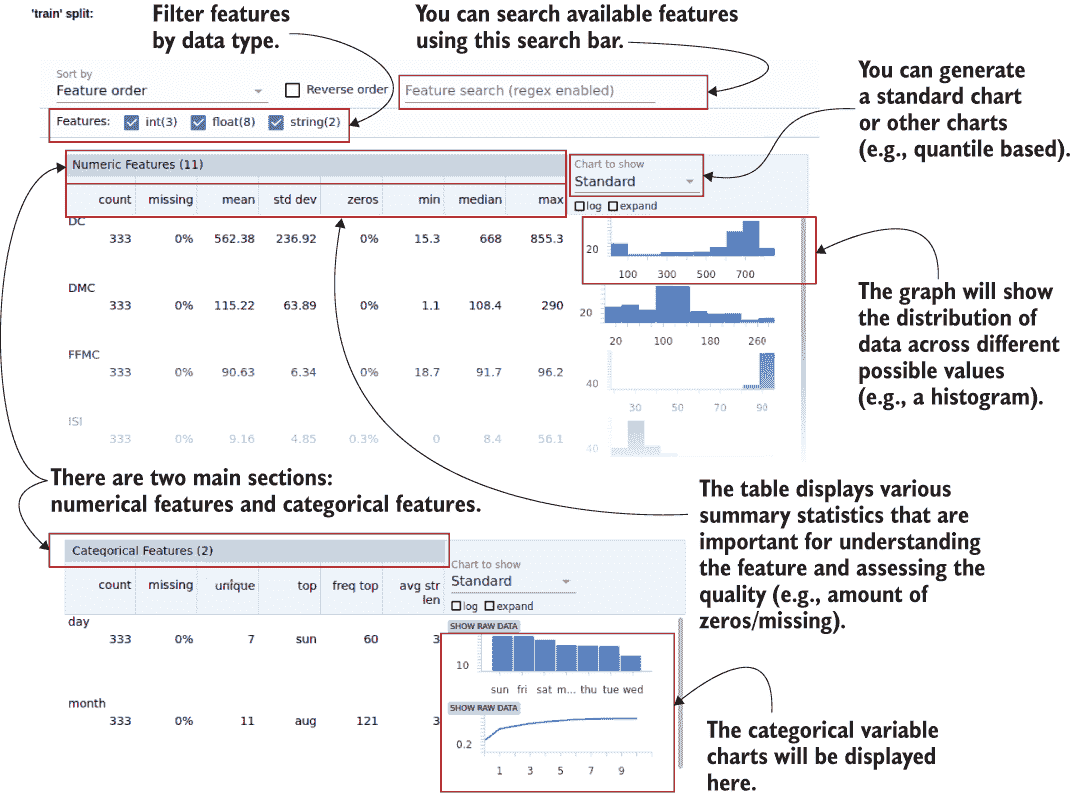 'train' split:
Filter features
by data type.
You can search available features
using this search bar.
Sort by
Feature order
Reverse order
Feature search (regex enabled)
Features: int(3) float(8) string(2)
You can generate
a standard chart
or other charts
(e.g., quantile based).
Numeric Features (11)
Chart to show
Standard
count missing mean std dev zeros min median max
log expand
DC
333 0% 562.38 236.92 0% 15.3 668 855.3
20
100 300 500 700
DMC
333 0% 115.22 63.89 0% 1.1 108.4 290
20
20 100 180 260
FFMC
333 0% 90.63 6.34 0% 18.7 91.7 96.2
40
30 50 70 90
ISI
333 0% 9.16 4.85 0.3% 0 8.4 56.1
40
The graph will show
the distribution of
data across different
possible values
(e.g., a histogram).
There are two main sections:
numerical features and categorical features.
The table displays various
summary statistics that are
important for understanding
the feature and assessing the
quality (e.g., amount of
zeros/missing).
Categorical Features (2)
Chart to show
Standard
count missing unique top freq top avg str
len
log expand
day
333 0% 7 sun 60 3
SHOW RAW DATA
10
sun fri sat m... thu tue wed
month
333 0% 11 aug 121 3
SHOW RAW DATA
0.2
1 3 5 7 9
The categorical variable
charts will be displayed
here.